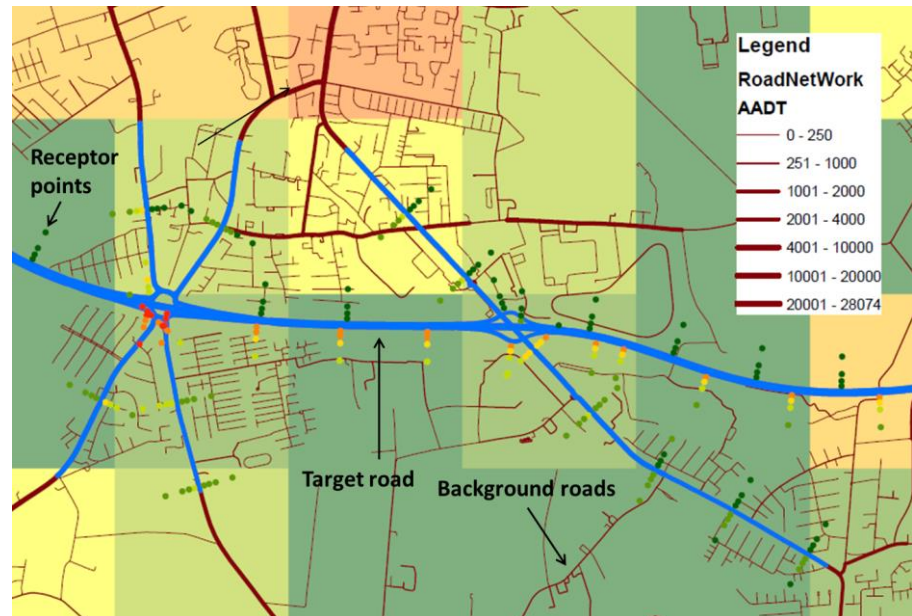 Legend
RoadNetWork
AADT
0 - 250
251 - 1000
1001 - 2000
2001 - 4000
4001 - 10000
10001 - 20000
20001 - 28074
Receptor
points
Target road
Background roads